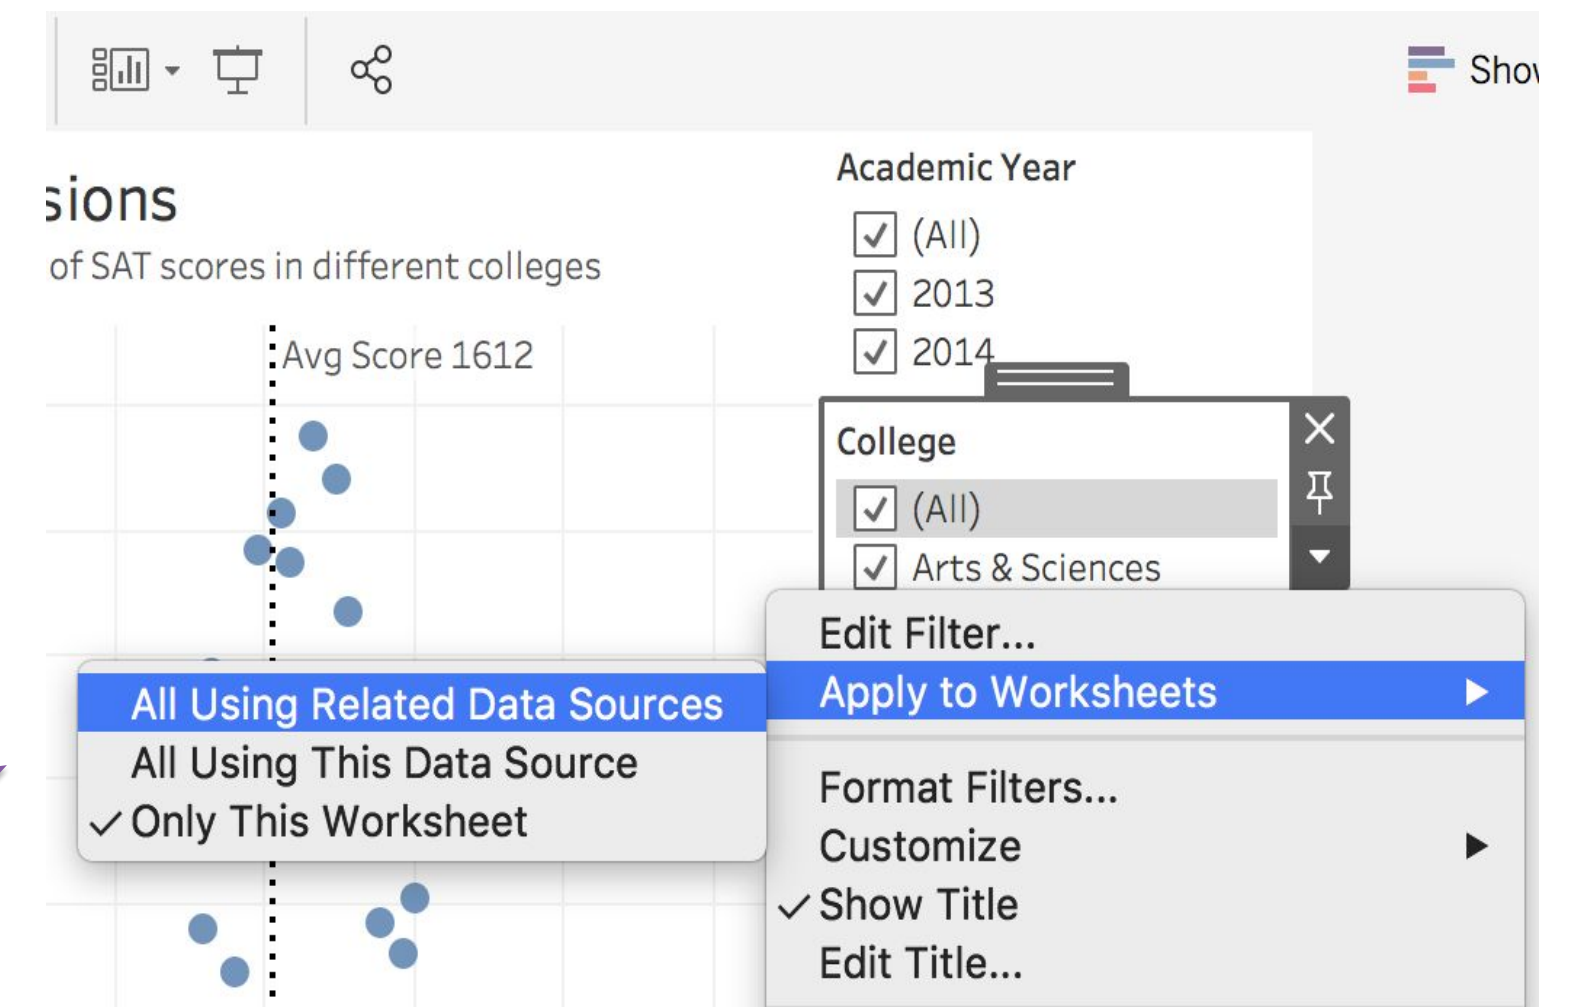 Show
sions
of SAT scores in different colleges
Avg Score 1612
Academic Year
(All)
2013
2014
College
(All)
Arts & Sciences
Edit Filter...
Apply to Worksheets
All Using Related Data Sources
All Using This Data Source
Only This Worksheet
Format Filters...
Customize
Show Title
Edit Title...